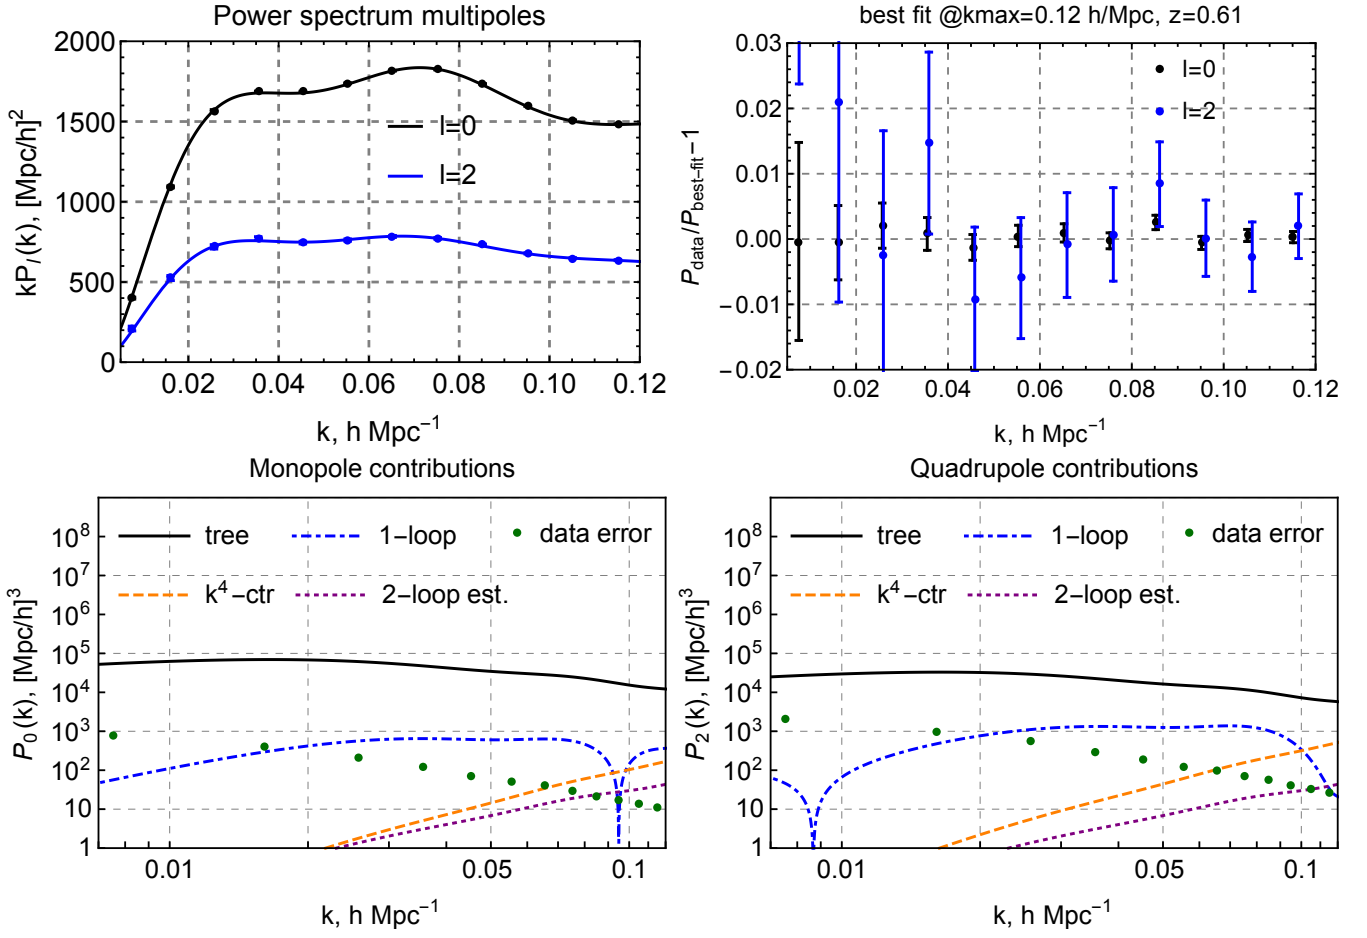 Power spectrum multipoles
kP_l(k), [Mpc/h]^2
2000
1500
1000
500
0
l=0
l=2
0.02 0.04 0.06 0.08 0.10 0.12
k, h Mpc^−1
best fit @kmax=0.12 h/Mpc, z=0.61
P_data/P_best−fit−1
0.03
0.02
0.01
0.00
−0.01
−0.02
l=0
l=2
0.02 0.04 0.06 0.08 0.10 0.12
k, h Mpc^−1
Monopole contributions
P_0(k), [Mpc/h]^3
10^8
10^7
10^6
10^5
10^4
10^3
10^2
10
1
tree 1−loop data error
k^4−ctr 2−loop est.
0.01 0.05 0.1
k, h Mpc^−1
Quadrupole contributions
P_2(k), [Mpc/h]^3
10^8
10^7
10^6
10^5
10^4
10^3
10^2
10
1
tree 1−loop data error
k^4−ctr 2−loop est.
0.01 0.05 0.1
k, h Mpc^−1